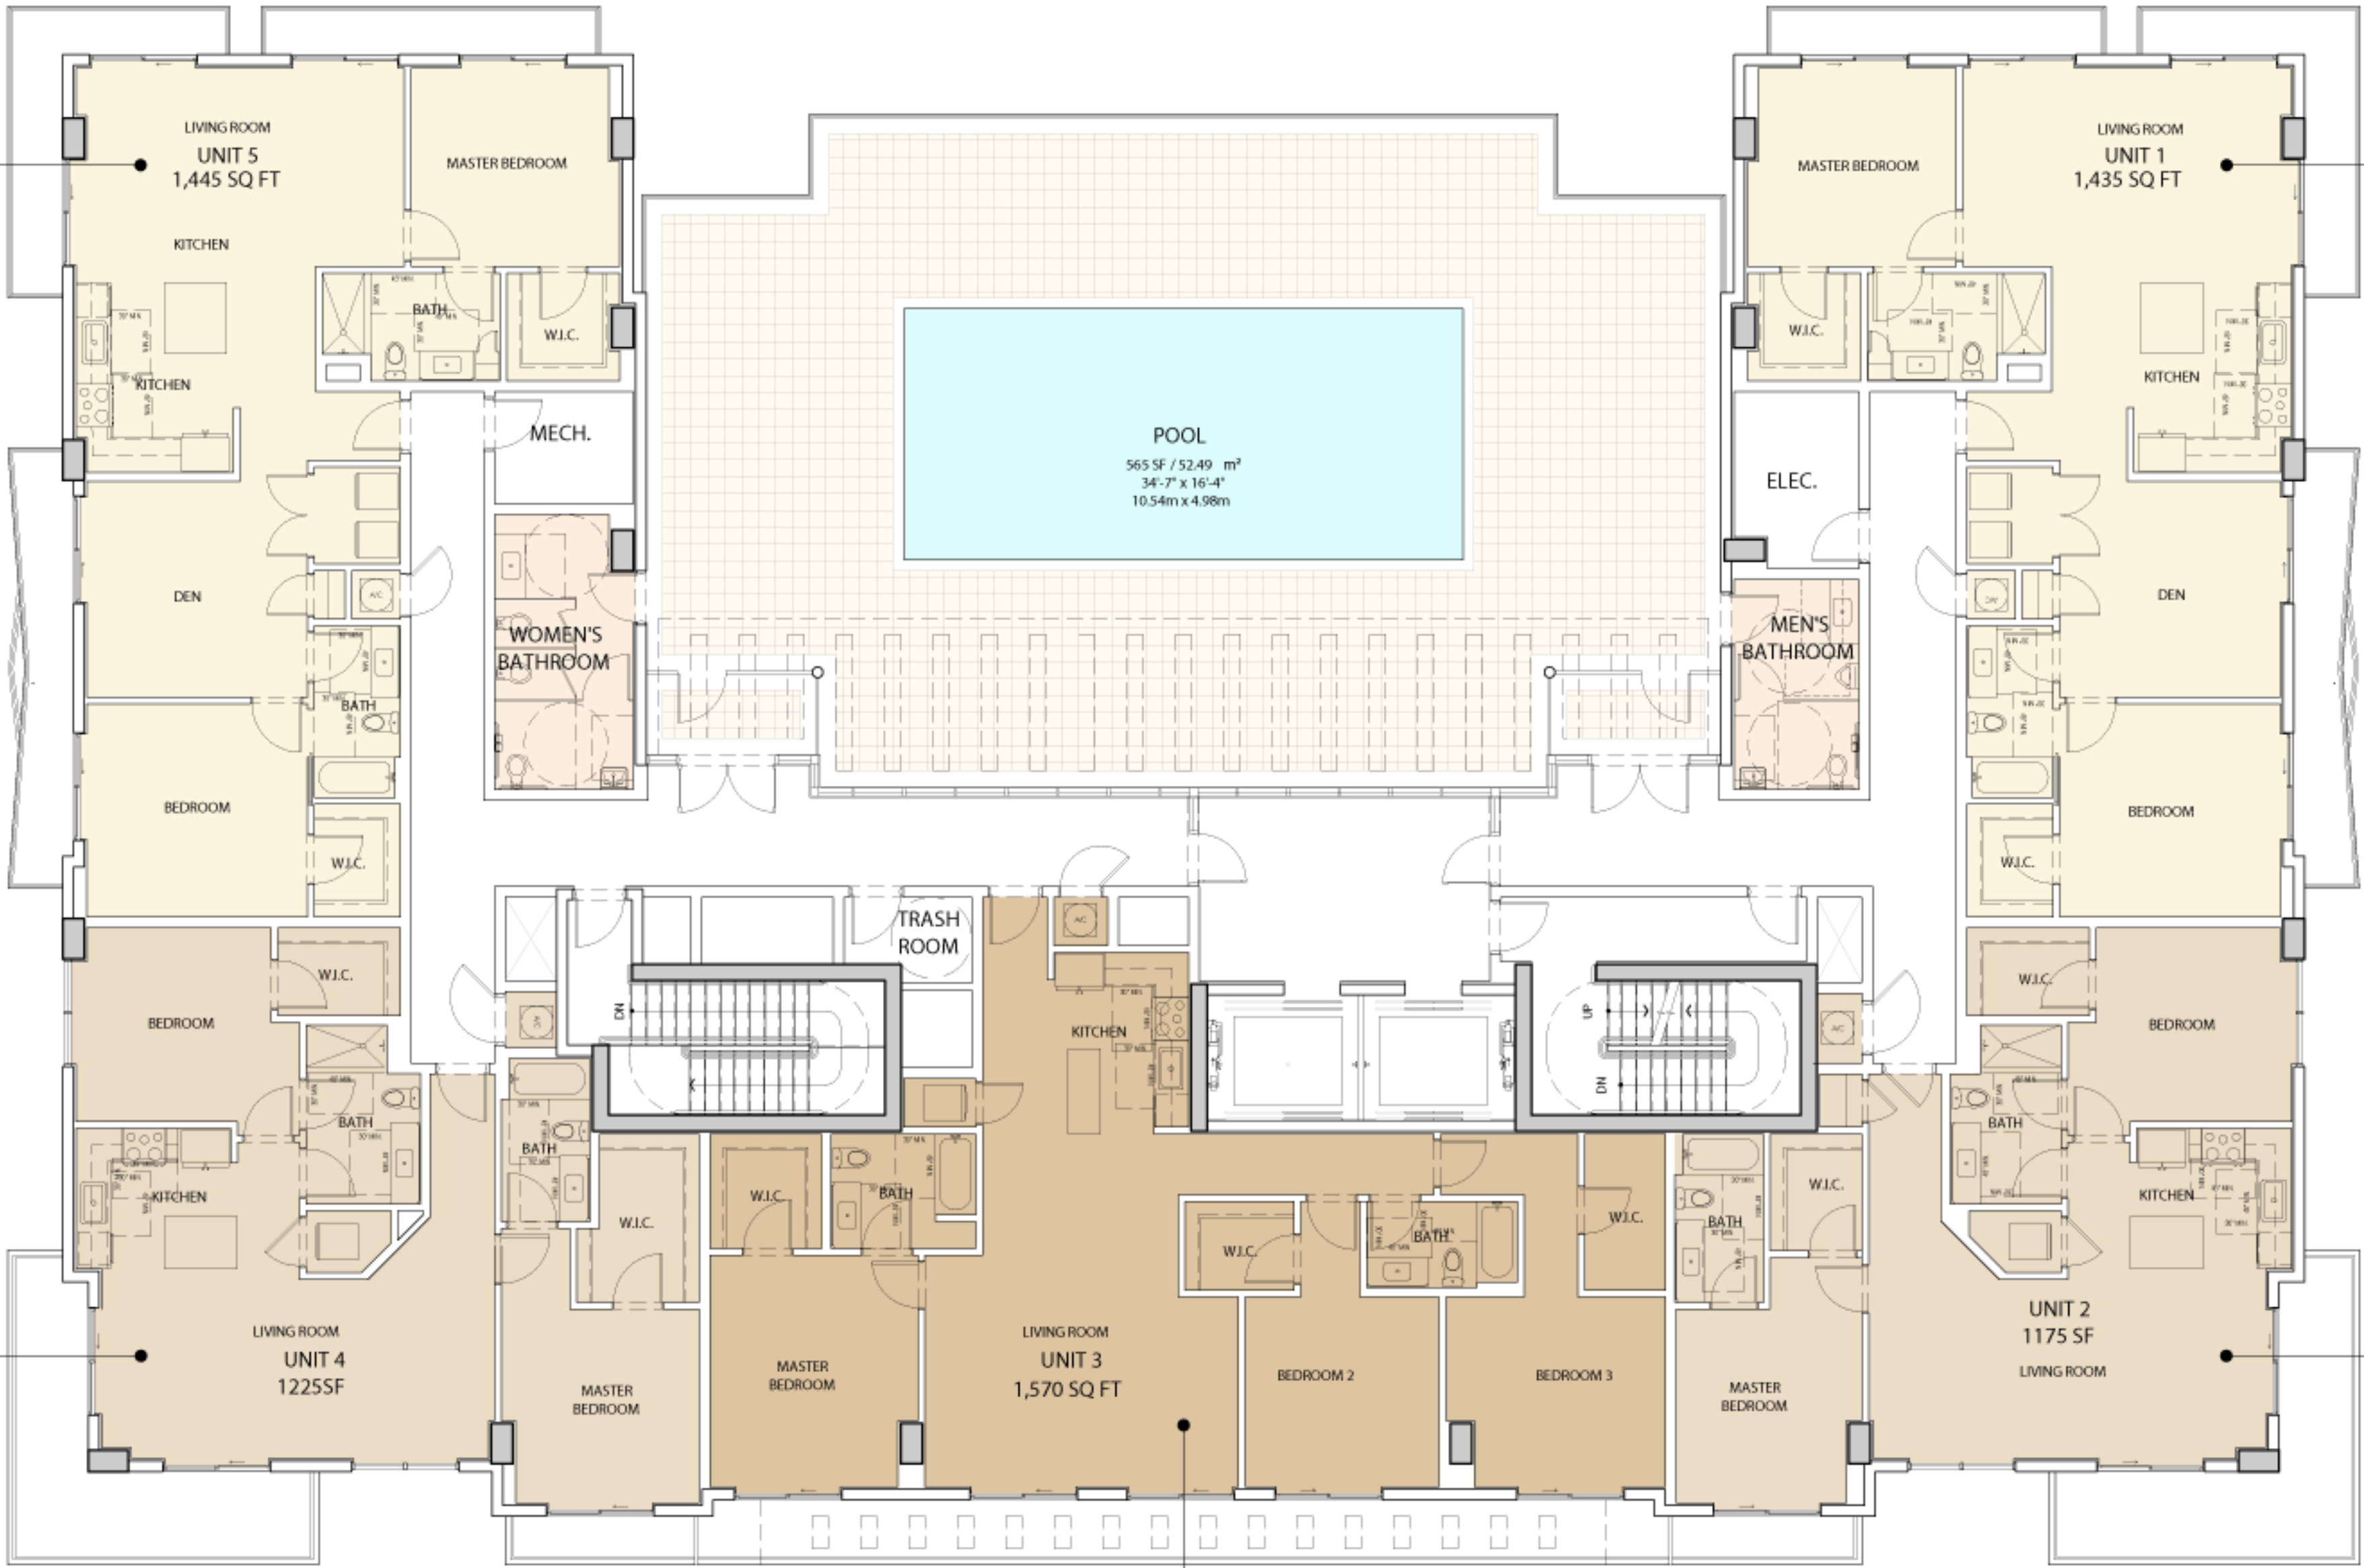 LIVING ROOM
UNIT 5
1,445 SQ FT
MASTER BEDROOM
KITCHEN
BATH
W.I.C.
KITCHEN
MECH.
DEN
A/C
WOMEN'S
BATHROOM
BATH
BEDROOM
W.I.C.
POOL
565 SF / 52.49 m²
34'-7" x 16'-4"
10.54m x 4.98m
MASTER BEDROOM
LIVING ROOM
UNIT 1
1,435 SQ FT
W.I.C.
KITCHEN
ELEC.
DEN
MEN'S
BATHROOM
BEDROOM
W.I.C.
TRASH
ROOM
A/C
W.I.C.
BEDROOM
A/C
DN
BATH
BATH
KITCHEN
W.I.C.
LIVING ROOM
UNIT 4
1225SF
MASTER
BEDROOM
KITCHEN
W.I.C.
BATH
MASTER
BEDROOM
LIVING ROOM
UNIT 3
1,570 SQ FT
W.I.C.
BATH
W.I.C.
BEDROOM 2
BEDROOM 3
UP
DN
A/C
W.I.C.
BEDROOM
BATH
W.I.C.
BATH
KITCHEN
MASTER
BEDROOM
UNIT 2
1175 SF
LIVING ROOM